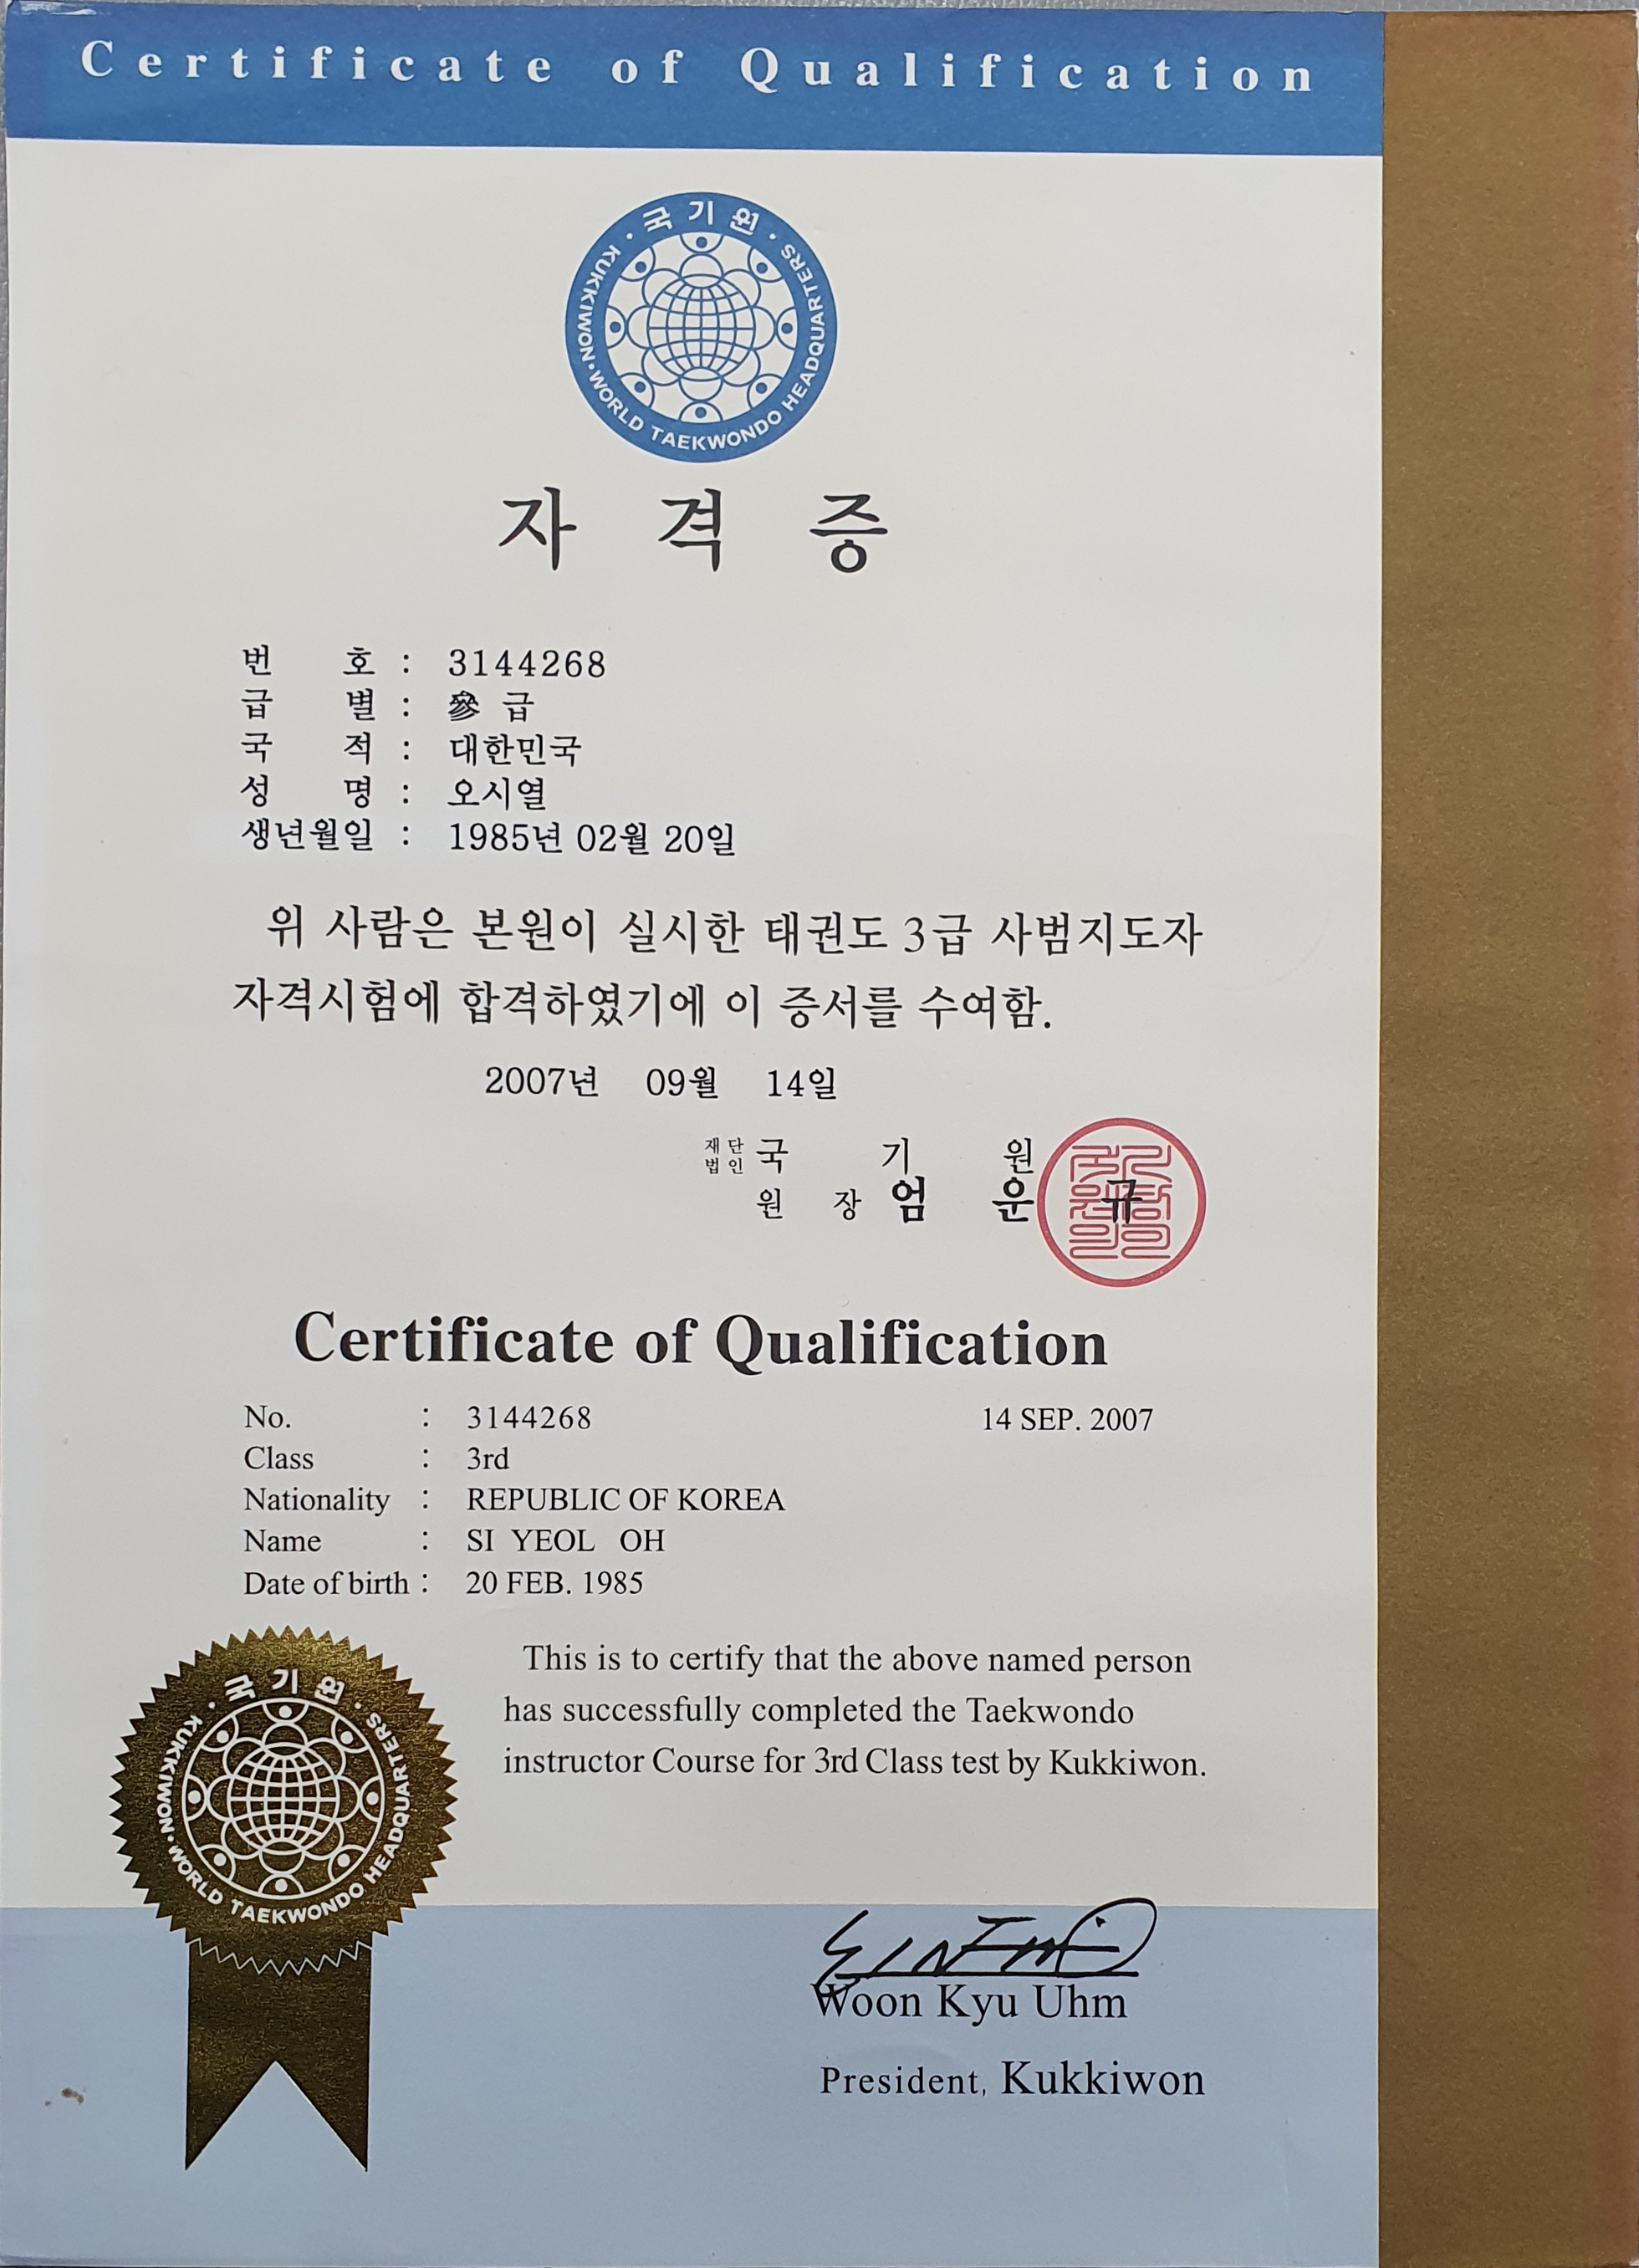 Certificate of Qualification
· 국기원 ·
KUKKIWON · WORLD TAEKWONDO HEADQUARTERS
자 격 증
번 호 : 3144268
급 별 : 參 급
국 적 : 대한민국
성 명 : 오시열
생년월일 : 1985년 02월 20일
위 사람은 본원이 실시한 태권도 3급 사범지도자
자격시험에 합격하였기에 이 증서를 수여함.
2007년 09월 14일
재단법인 국 기 원
원 장 엄 운 규
Certificate of Qualification
No. : 3144268 14 SEP. 2007
Class : 3rd
Nationality : REPUBLIC OF KOREA
Name : SI YEOL OH
Date of birth : 20 FEB. 1985
This is to certify that the above named person
has successfully completed the Taekwondo
instructor Course for 3rd Class test by Kukkiwon.
· 국기원 ·
KUKKIWON · WORLD TAEKWONDO HEADQUARTERS
Woon Kyu Uhm
President, Kukkiwon